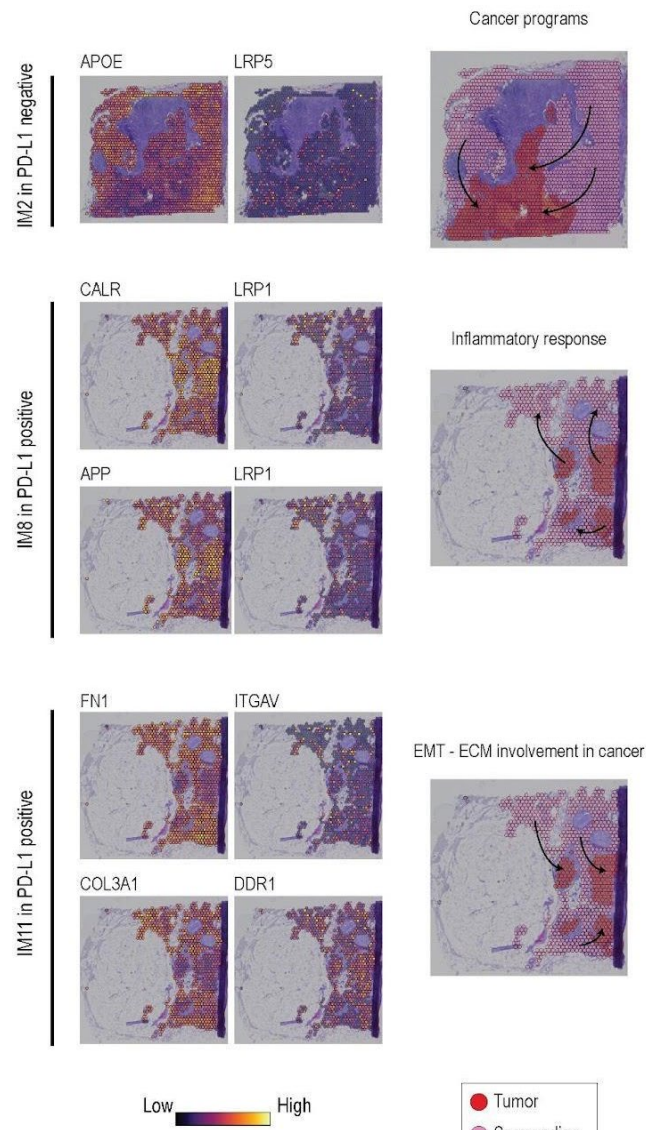 Cancer programs
IM2 in PD-L1 negative
APOE
LRP5
IM8 in PD-L1 positive
CALR
LRP1
Inflammatory response
APP
LRP1
IM11 in PD-L1 positive
FN1
ITGAV
EMT - ECM involvement in cancer
COL3A1
DDR1
Low
High
Tumor